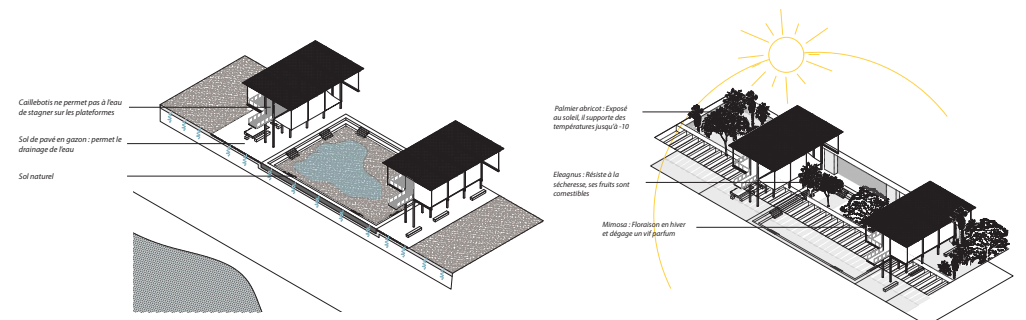 Caillebotis ne permet pas à l'eau
de stagner sur les plateformes
Sol de pavé en gazon : permet le
drainage de l'eau
Sol naturel
Palmier abricot : Exposé
au soleil, il supporte des
températures jusqu'à -10
Eleagnus : Résiste à la
sécheresse, ses fruits sont
comestibles
Mimosa : Floraison en hiver
et dégage un vif parfum